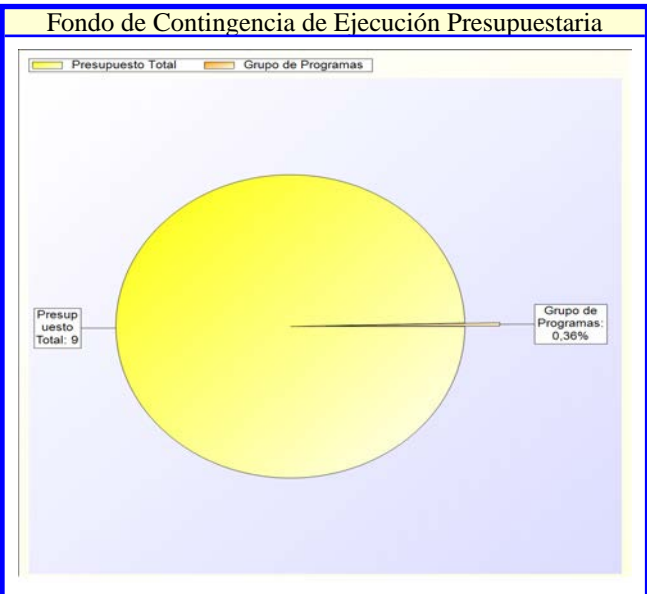 Fondo de Contingencia de Ejecución Presupuestaria
Presupuesto Total Grupo de Programas
Presup
uesto
Total: 9
Grupo de
Programas:
0,36%